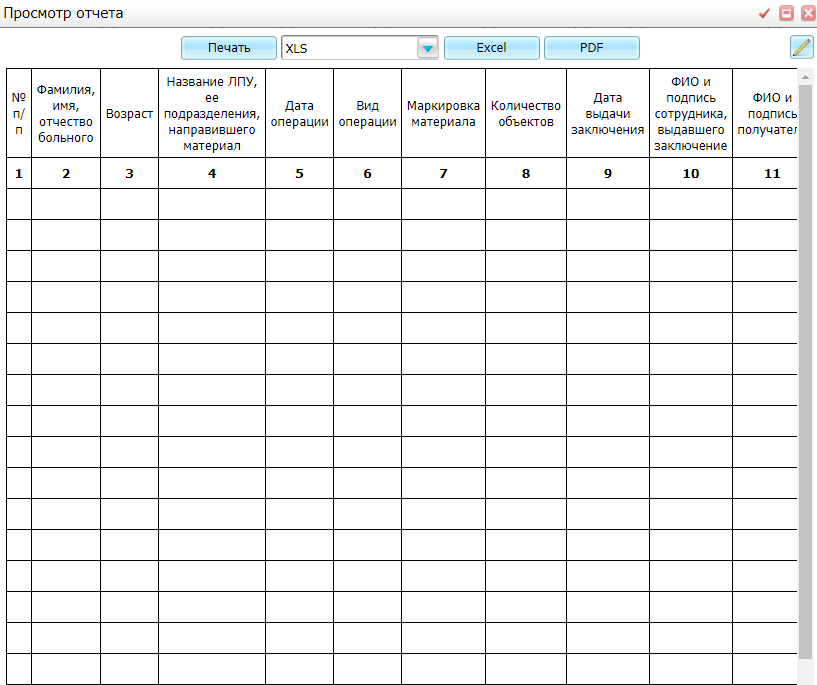 Просмотр отчета
Печать
XLS
Excel
PDF
№
п/
п
Фамилия,
имя,
отчество
больного
Возраст
Название ЛПУ,
ее
подразделения,
направившего
материал
Дата
операции
Вид
операции
Маркировка
материала
Количество
объектов
Дата
выдачи
заключения
ФИО и
подпись
сотрудника,
выдавшего
заключение
ФИО и
подпись
получател
1
2
3
4
5
6
7
8
9
10
11